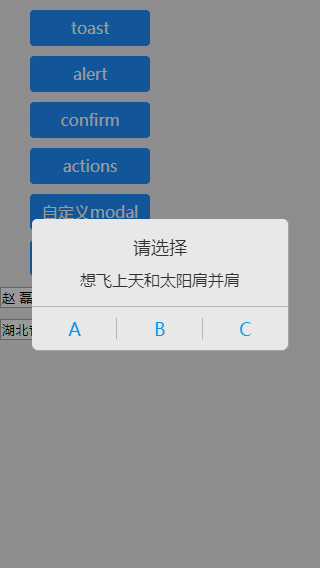 toast
alert
confirm
actions
自定义modal
请选择
想飞上天和太阳肩并肩
赵 磊
A B C
湖北